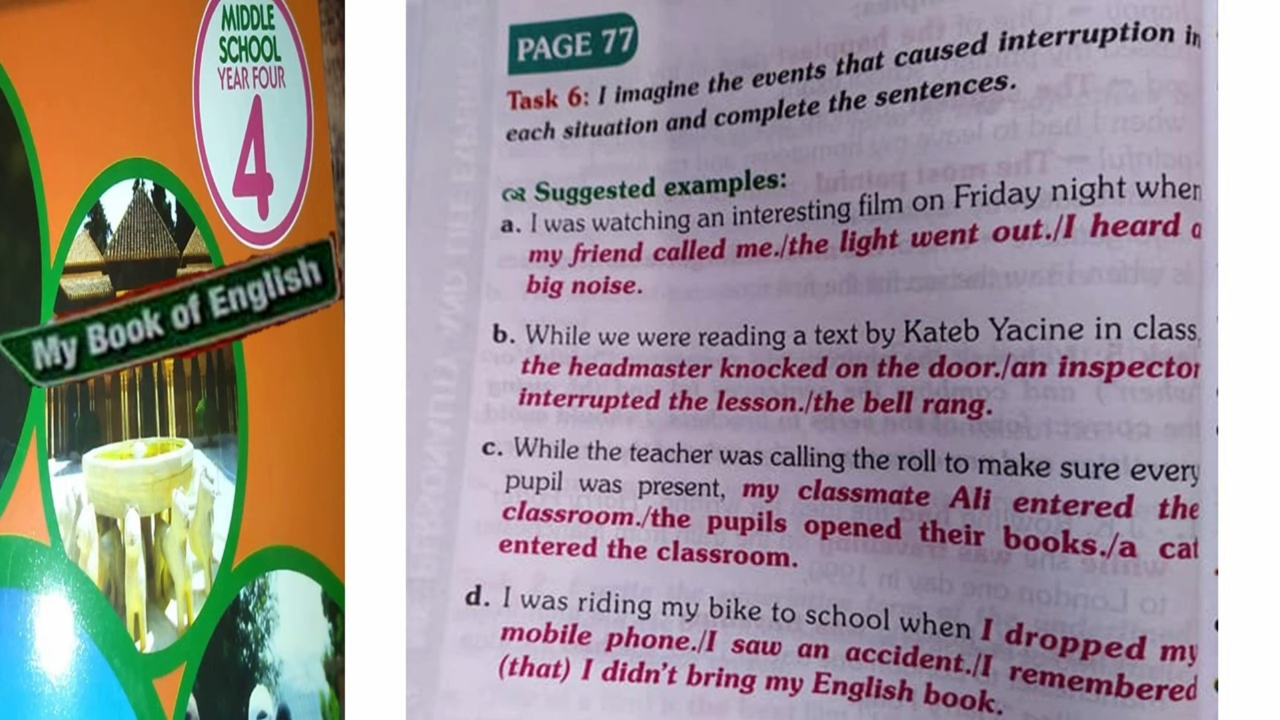 MIDDLE
SCHOOL
YEAR FOUR
4
My Book of English
PAGE 77
Task 6: I imagine the events that caused interruption in
each situation and complete the sentences.
Suggested examples:
a. I was watching an interesting film on Friday night when
my friend called me./the light went out./I heard a
big noise.
b. While we were reading a text by Kateb Yacine in class,
the headmaster knocked on the door./an inspector
interrupted the lesson./the bell rang.
c. While the teacher was calling the roll to make sure every
pupil was present, my classmate Ali entered the
classroom./the pupils opened their books./a cat
entered the classroom.
d. I was riding my bike to school when I dropped my
mobile phone./I saw an accident./I remembered
(that) I didn't bring my English book.